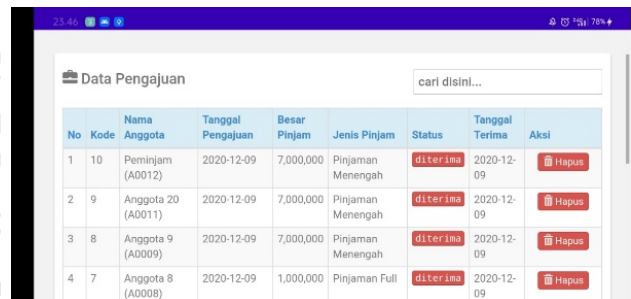 23.46 78%
Data Pengajuan
cari disini...
No Kode Nama Anggota Tanggal Pengajuan Besar Pinjam Jenis Pinjam Status Tanggal Terima Aksi
1 10 Peminjam (A0012) 2020-12-09 7,000,000 Pinjaman Menengah diterima 2020-12-09 Hapus
2 9 Anggota 20 (A0011) 2020-12-09 7,000,000 Pinjaman Menengah diterima 2020-12-09 Hapus
3 8 Anggota 9 (A0009) 2020-12-09 7,000,000 Pinjaman Menengah diterima 2020-12-09 Hapus
4 7 Anggota 8 (A0008) 2020-12-09 1,000,000 Pinjaman Full diterima 2020-12-09 Hapus